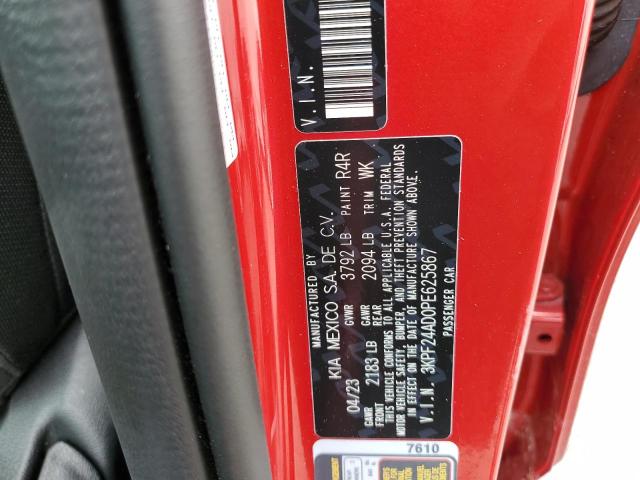 V.I.N.
MANUFACTURED BY
KIA MEXICO S.A. DE C.V.
04/23 GVWR 3792 LB PAINT R4R
GAWR FRONT 2183 LB GAWR REAR 2094 LB TRIM WK
THIS VEHICLE CONFORMS TO ALL APPLICABLE U.S.A. FEDERAL
MOTOR VEHICLE SAFETY, BUMPER, AND THEFT PREVENTION STANDARDS
IN EFFECT ON THE DATE OF MANUFACTURE SHOWN ABOVE.
V.I.N. 3KPF24AD0PE625867
PASSENGER CAR
7610